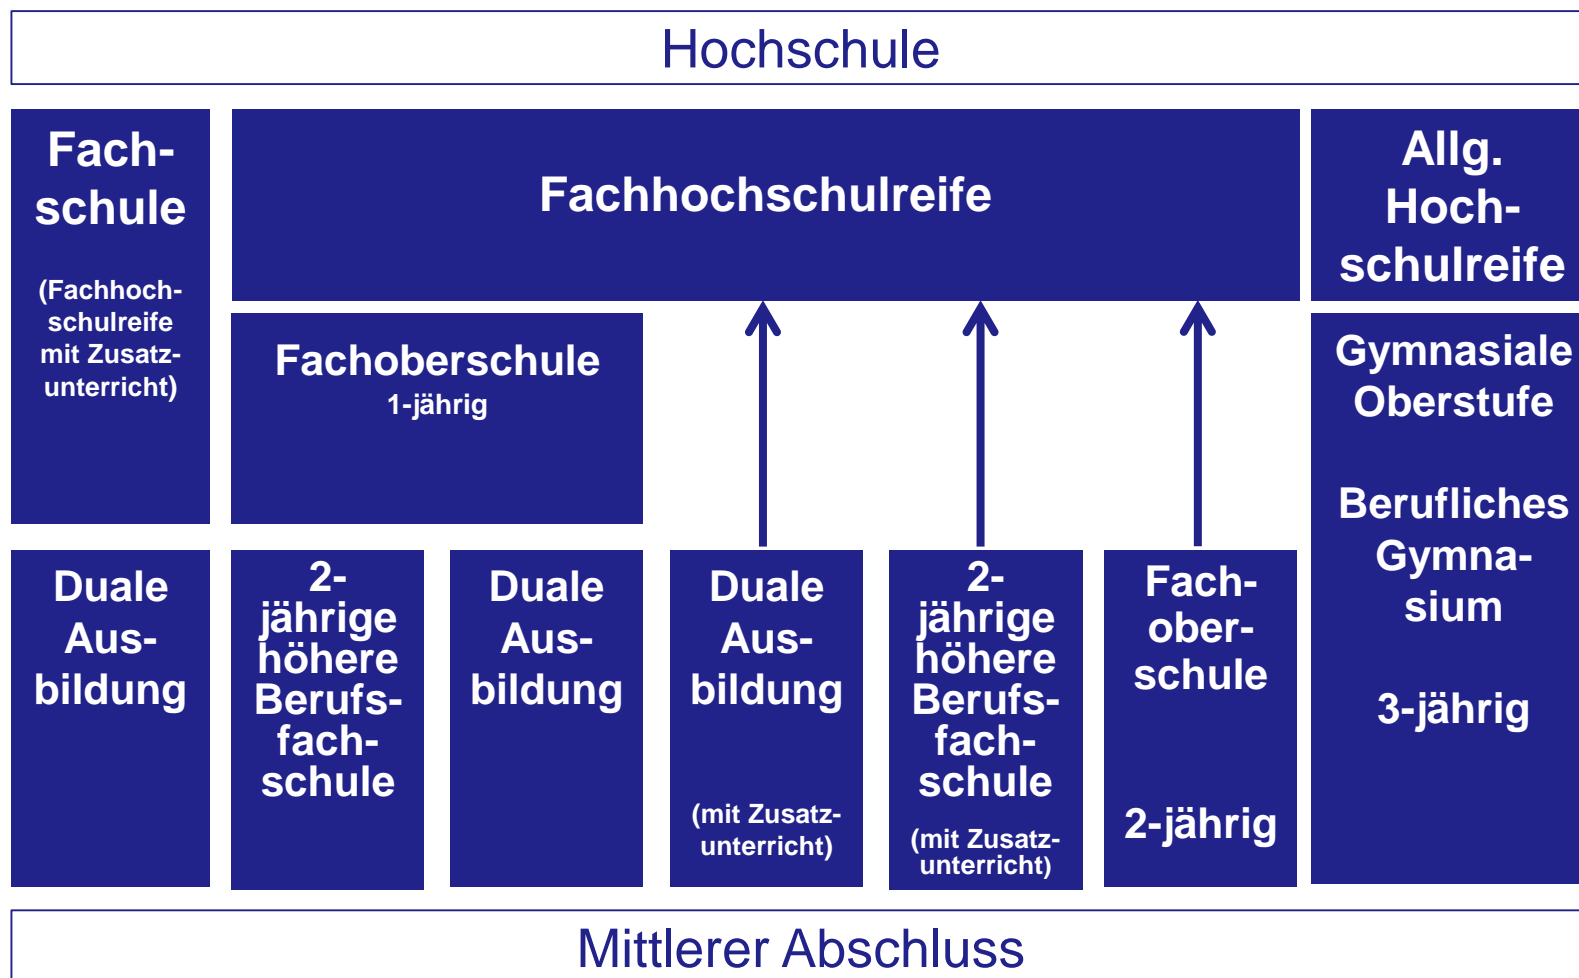 Hochschule
Fach-
schule
(Fachhoch-
schulreife
mit Zusatz-
unterricht)
Fachhochschulreife
Allg.
Hoch-
schulreife
Fachoberschule
1-jährig
Gymnasiale
Oberstufe
Berufliches
Gymna-
sium
3-jährig
Duale
Aus-
bildung
2-
jährige
höhere
Berufs-
fach-
schule
Duale
Aus-
bildung
Duale
Aus-
bildung
(mit Zusatz-
unterricht)
2-
jährige
höhere
Berufs-
fach-
schule
(mit Zusatz-
unterricht)
Fach-
ober-
schule
2-jährig
Mittlerer Abschluss